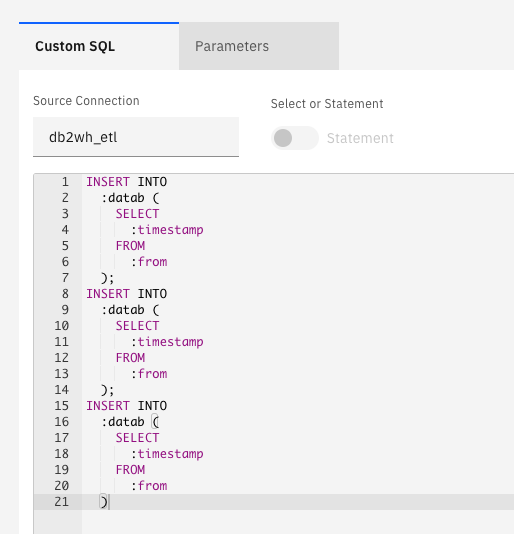 Custom SQL Parameters
Source Connection Select or Statement
db2wh_etl Statement
1 INSERT INTO
2 :datab (
3 SELECT
4 :timestamp
5 FROM
6 :from
7 );
8 INSERT INTO
9 :datab (
10 SELECT
11 :timestamp
12 FROM
13 :from
14 );
15 INSERT INTO
16 :datab (
17 SELECT
18 :timestamp
19 FROM
20 :from
21 )